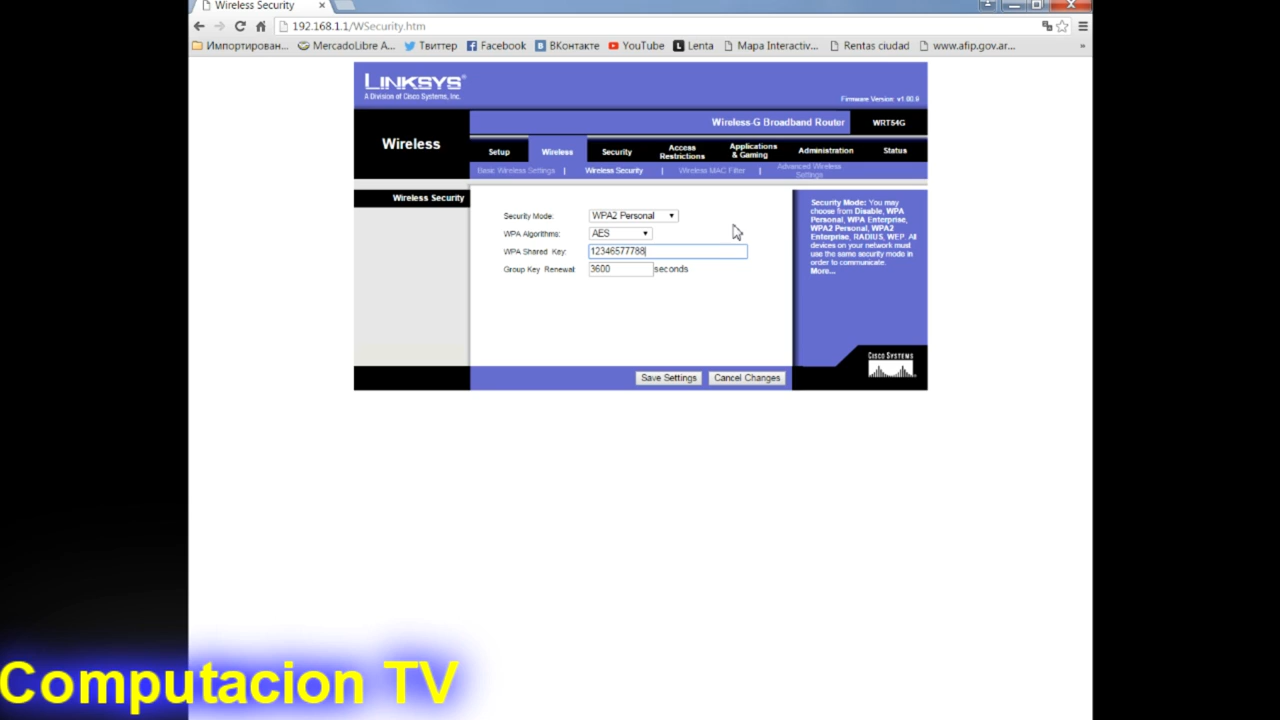 Wireless Security
192.168.1.1/WSecurity.htm
Импортирован... MercadoLibre A... Твиттер Facebook ВКонтакте YouTube Lenta Mapa Interactiv... Rentas ciudad www.afip.gov.ar... »
LINKSYS®
A Division of Cisco Systems, Inc.
Firmware Version: v1.00.9
Wireless-G Broadband Router WRT54G
Wireless
Setup Wireless Security Access Restrictions Applications & Gaming Administration Status
Basic Wireless Settings | Wireless Security | Wireless MAC Filter | Advanced Wireless Settings
Wireless Security
Security Mode: WPA2 Personal
WPA Algorithms: AES
WPA Shared Key: 12346577788
Group Key Renewal: 3600 seconds
Security Mode: You may
choose from Disable, WPA
Personal, WPA Enterprise,
WPA2 Personal, WPA2
Enterprise, RADIUS, WEP. All
devices on your network must
use the same security mode in
order to communicate.
More...
CISCO SYSTEMS
Save Settings Cancel Changes
Computacion TV